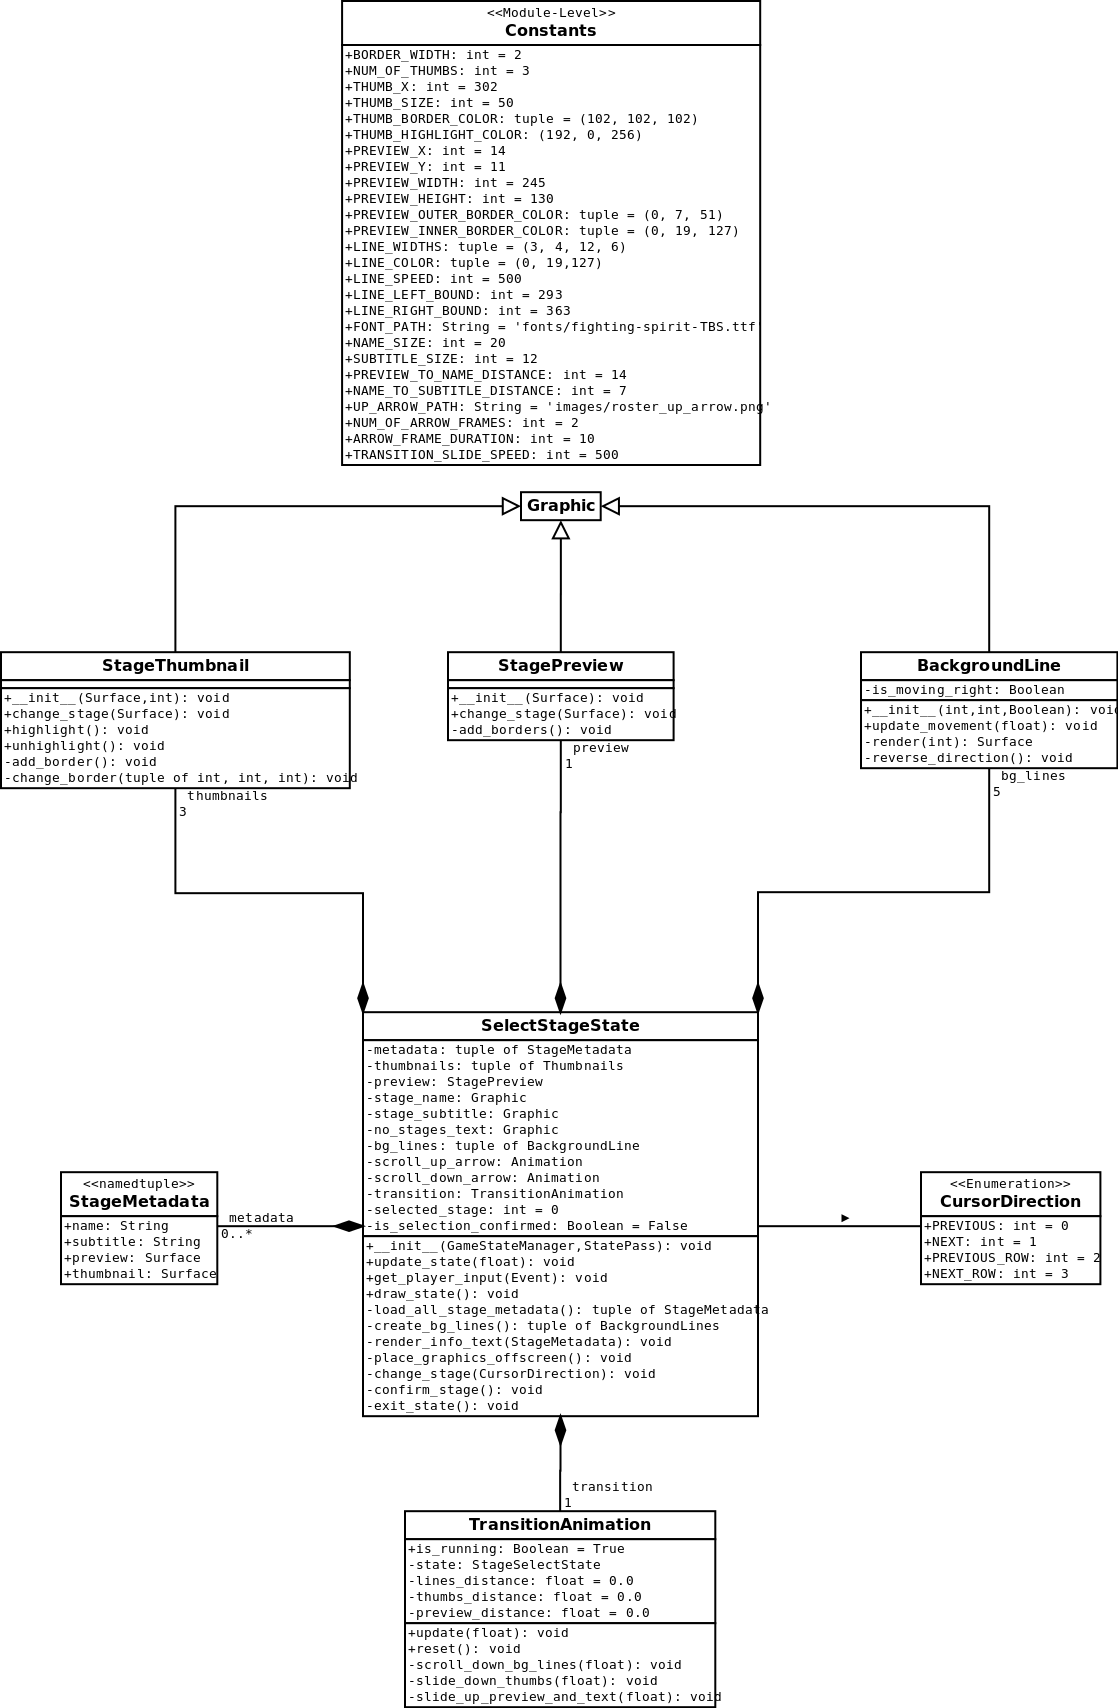 <<Module-Level>>
Constants
+BORDER_WIDTH: int = 2
+NUM_OF_THUMBS: int = 3
+THUMB_X: int = 302
+THUMB_SIZE: int = 50
+THUMB_BORDER_COLOR: tuple = (102, 102, 102)
+THUMB_HIGHLIGHT_COLOR: (192, 0, 256)
+PREVIEW_X: int = 14
+PREVIEW_Y: int = 11
+PREVIEW_WIDTH: int = 245
+PREVIEW_HEIGHT: int = 130
+PREVIEW_OUTER_BORDER_COLOR: tuple = (0, 7, 51)
+PREVIEW_INNER_BORDER_COLOR: tuple = (0, 19, 127)
+LINE_WIDTHS: tuple = (3, 4, 12, 6)
+LINE_COLOR: tuple = (0, 19,127)
+LINE_SPEED: int = 500
+LINE_LEFT_BOUND: int = 293
+LINE_RIGHT_BOUND: int = 363
+FONT_PATH: String = 'fonts/fighting-spirit-TBS.ttf'
+NAME_SIZE: int = 20
+SUBTITLE_SIZE: int = 12
+PREVIEW_TO_NAME_DISTANCE: int = 14
+NAME_TO_SUBTITLE_DISTANCE: int = 7
+UP_ARROW_PATH: String = 'images/roster_up_arrow.png'
+NUM_OF_ARROW_FRAMES: int = 2
+ARROW_FRAME_DURATION: int = 10
+TRANSITION_SLIDE_SPEED: int = 500
Graphic
StageThumbnail
+__init__(Surface,int): void
+change_stage(Surface): void
+highlight(): void
+unhighlight(): void
-add_border(): void
-change_border(tuple of int, int, int): void
thumbnails
3
StagePreview
+__init__(Surface): void
+change_stage(Surface): void
-add_borders(): void
preview
1
BackgroundLine
-is_moving_right: Boolean
+__init__(int,int,Boolean): void
+update_movement(float): void
-render(int): Surface
-reverse_direction(): void
bg_lines
5
SelectStageState
-metadata: tuple of StageMetadata
-thumbnails: tuple of Thumbnails
-preview: StagePreview
-stage_name: Graphic
-stage_subtitle: Graphic
-no_stages_text: Graphic
-bg_lines: tuple of BackgroundLine
-scroll_up_arrow: Animation
-scroll_down_arrow: Animation
-transition: TransitionAnimation
-selected_stage: int = 0
-is_selection_confirmed: Boolean = False
+__init__(GameStateManager,StatePass): void
+update_state(float): void
+get_player_input(Event): void
+draw_state(): void
-load_all_stage_metadata(): tuple of StageMetadata
-create_bg_lines(): tuple of BackgroundLines
-render_info_text(StageMetadata): void
-place_graphics_offscreen(): void
-change_stage(CursorDirection): void
-confirm_stage(): void
-exit_state(): void
<<namedtuple>>
StageMetadata
+name: String
+subtitle: String
+preview: Surface
+thumbnail: Surface
metadata
0..*
<<Enumeration>>
CursorDirection
+PREVIOUS: int = 0
+NEXT: int = 1
+PREVIOUS_ROW: int = 2
+NEXT_ROW: int = 3
transition
1
TransitionAnimation
+is_running: Boolean = True
-state: StageSelectState
-lines_distance: float = 0.0
-thumbs_distance: float = 0.0
-preview_distance: float = 0.0
+update(float): void
+reset(): void
-scroll_down_bg_lines(float): void
-slide_down_thumbs(float): void
-slide_up_preview_and_text(float): void